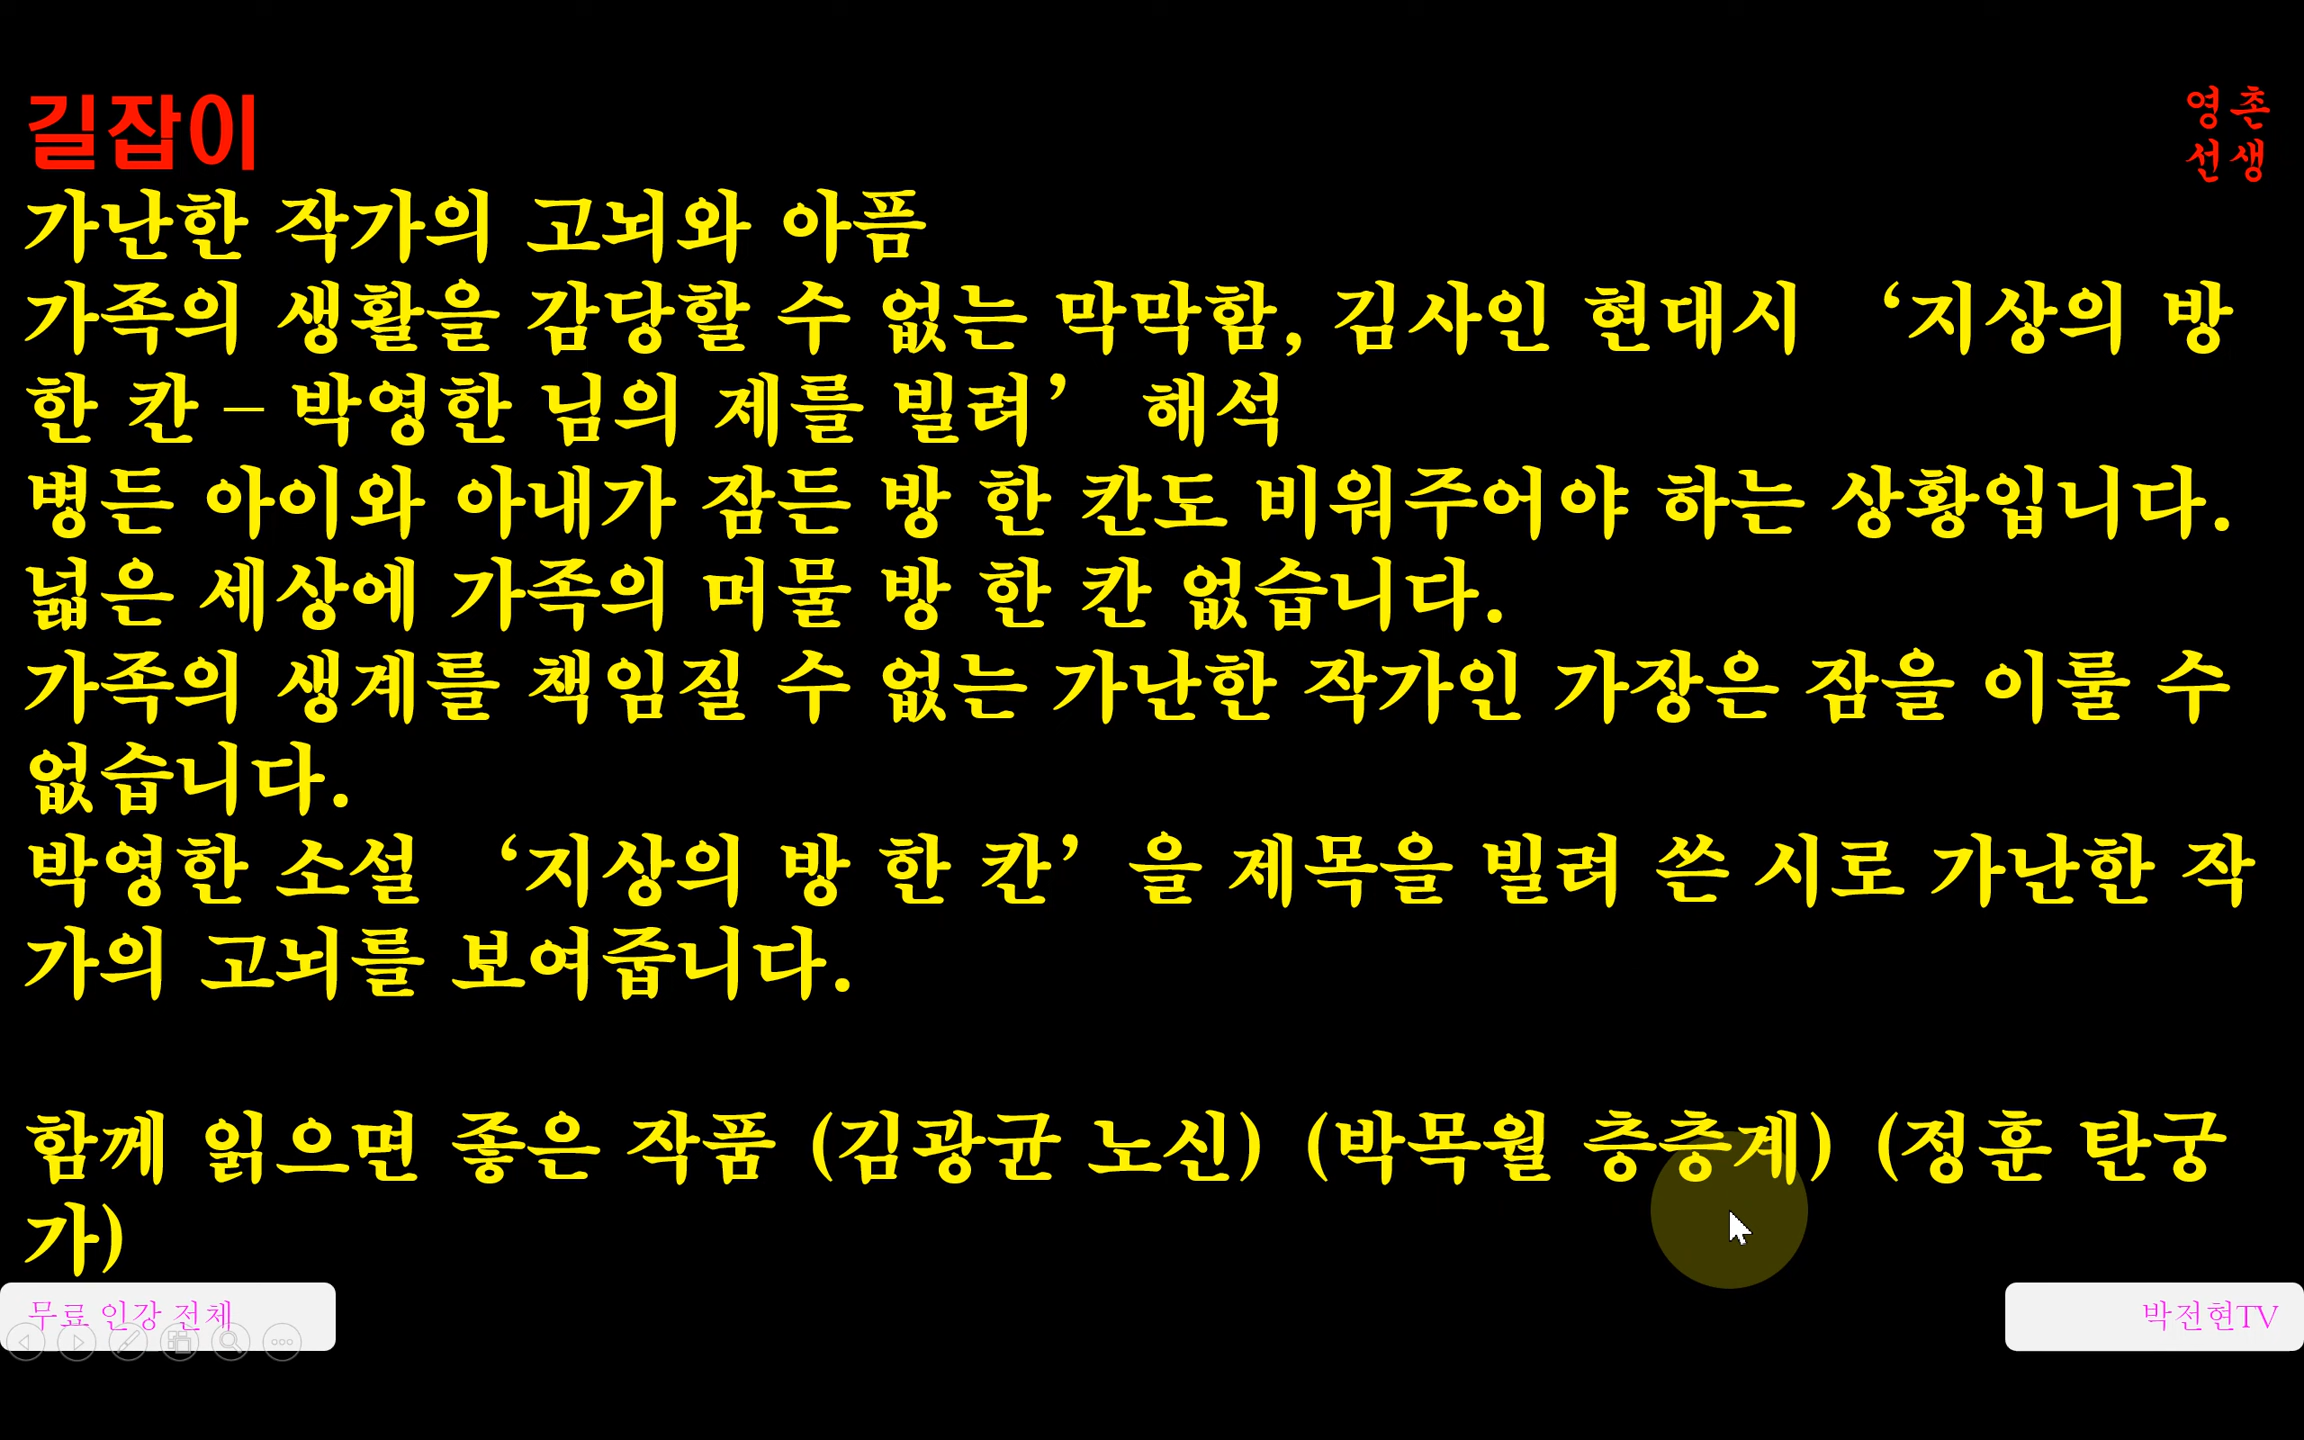 길잡이
영촌
선생
가난한 작가의 고뇌와 아픔
가족의 생활을 감당할 수 없는 막막함, 김사인 현대시 ‘지상의 방
한 칸 – 박영한 님의 제를 빌려’ 해석
병든 아이와 아내가 잠든 방 한 칸도 비워주어야 하는 상황입니다.
넓은 세상에 가족의 머물 방 한 칸 없습니다.
가족의 생계를 책임질 수 없는 가난한 작가인 가장은 잠을 이룰 수
없습니다.
박영한 소설 ‘지상의 방 한 칸’을 제목을 빌려 쓴 시로 가난한 작
가의 고뇌를 보여줍니다.
함께 읽으면 좋은 작품 (김광균 노신) (박목월 층층계) (정훈 탄궁
가)
무료 인강 전체
박전현TV